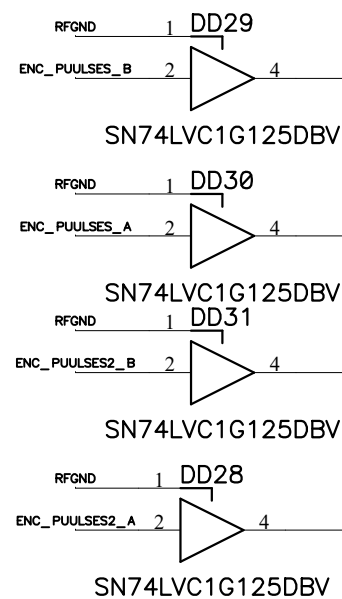 RFGND 1 DD29
ENC_PUULSES_B 2 4
SN74LVC1G125DBV
RFGND 1 DD30
ENC_PUULSES_A 2 4
SN74LVC1G125DBV
RFGND 1 DD31
ENC_PUULSES2_B 2 4
SN74LVC1G125DBV
RFGND 1 DD28
ENC_PUULSES2_A 2 4
SN74LVC1G125DBV